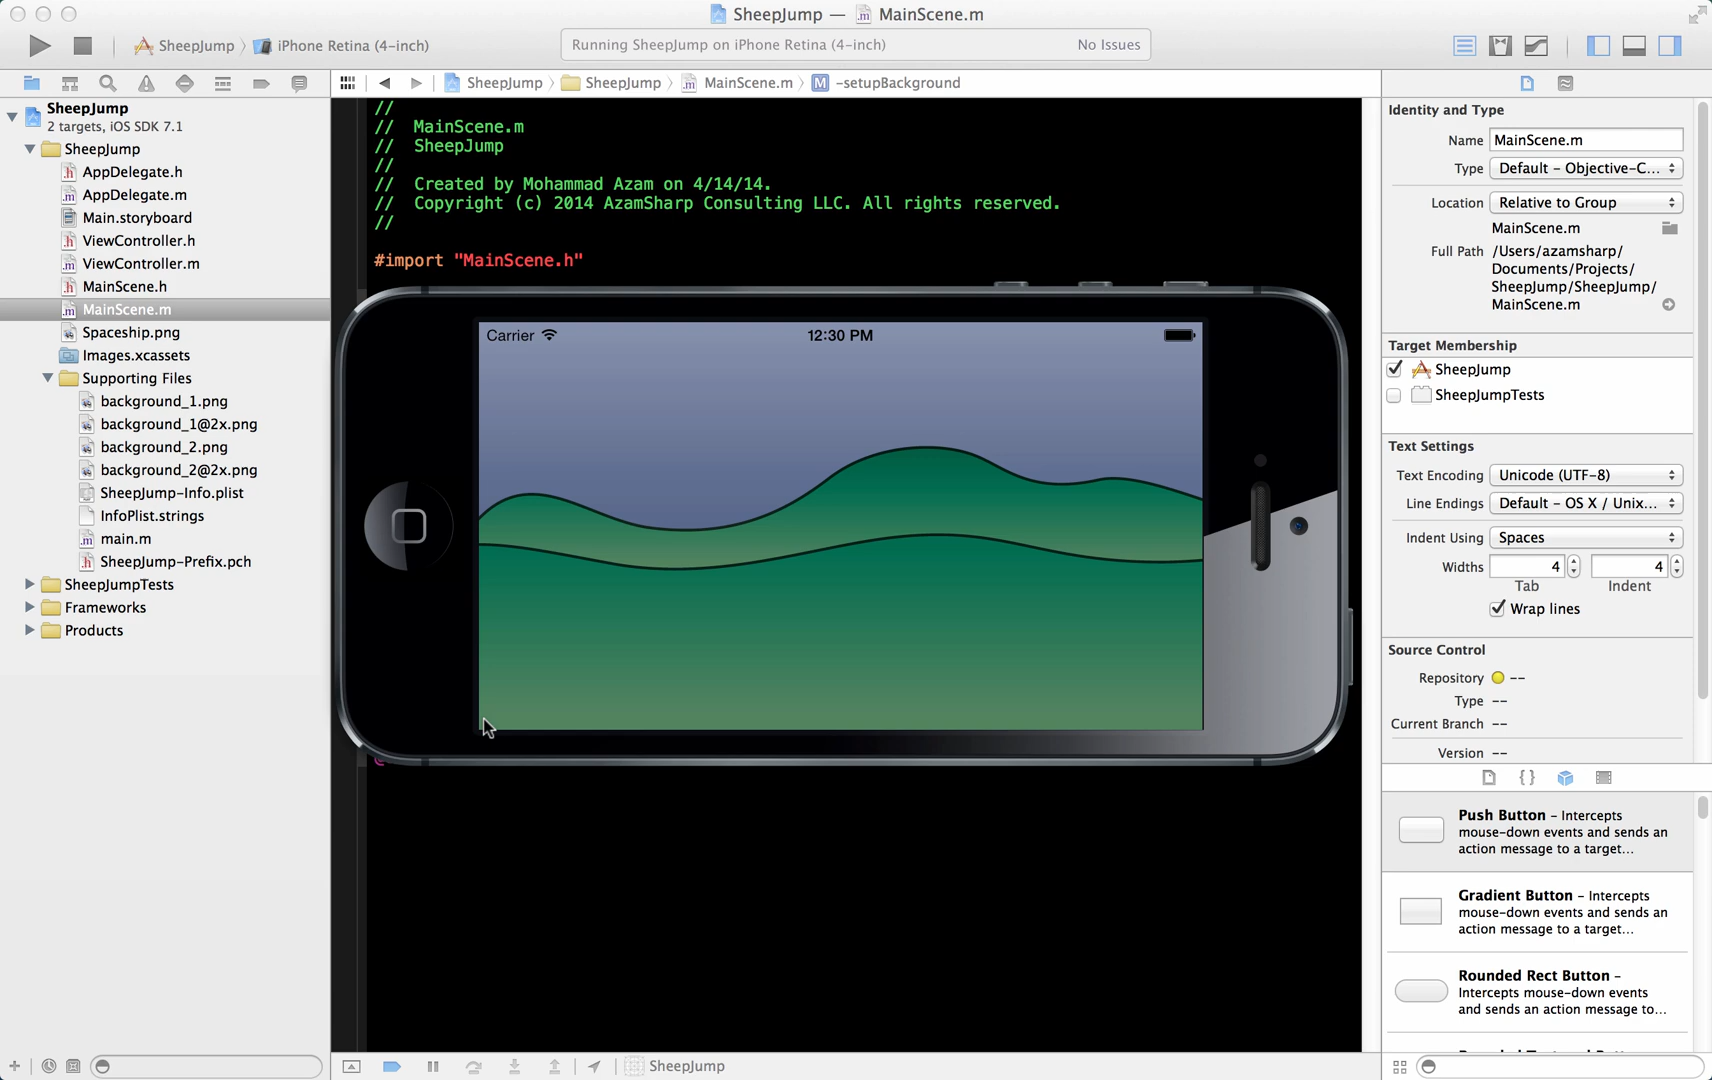 SheepJump — MainScene.m
SheepJump
iPhone Retina (4-inch)
Running SheepJump on iPhone Retina (4-inch)
No Issues
SheepJump
SheepJump
MainScene.m
M
-setupBackground
SheepJump
2 targets, iOS SDK 7.1
SheepJump
AppDelegate.h
AppDelegate.m
Main.storyboard
ViewController.h
ViewController.m
MainScene.h
MainScene.m
Spaceship.png
Images.xcassets
Supporting Files
background_1.png
background_1@2x.png
background_2.png
background_2@2x.png
SheepJump-Info.plist
InfoPlist.strings
main.m
SheepJump-Prefix.pch
SheepJumpTests
Frameworks
Products
//
// MainScene.m
// SheepJump
//
// Created by Mohammad Azam on 4/14/14.
// Copyright (c) 2014 AzamSharp Consulting LLC. All rights reserved.
//
#import "MainScene.h"
Carrier
12:30 PM
SheepJump
Identity and Type
Name MainScene.m
Type Default - Objective-C...
Location Relative to Group
MainScene.m
Full Path /Users/azamsharp/
Documents/Projects/
SheepJump/SheepJump/
MainScene.m
Target Membership
SheepJump
SheepJumpTests
Text Settings
Text Encoding Unicode (UTF-8)
Line Endings Default - OS X / Unix...
Indent Using Spaces
Widths 4 4
Tab Indent
Wrap lines
Source Control
Repository --
Type --
Current Branch --
Version --
Push Button - Intercepts
mouse-down events and sends an
action message to a target...
Gradient Button - Intercepts
mouse-down events and sends an
action message to a target...
Rounded Rect Button -
Intercepts mouse-down events
and sends an action message to...